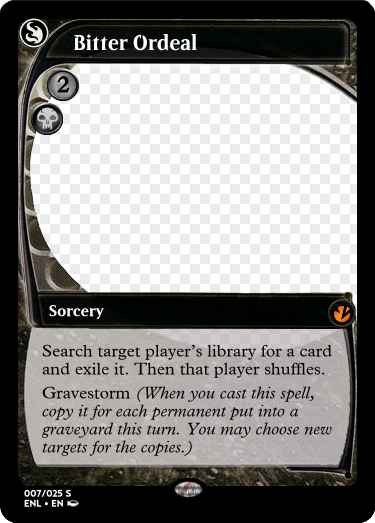 Bitter Ordeal
2
Sorcery
Search target player's library for a card
and exile it. Then that player shuffles.
Gravestorm (When you cast this spell,
copy it for each permanent put into a
graveyard this turn. You may choose new
targets for the copies.)
007/025 S
ENL • EN